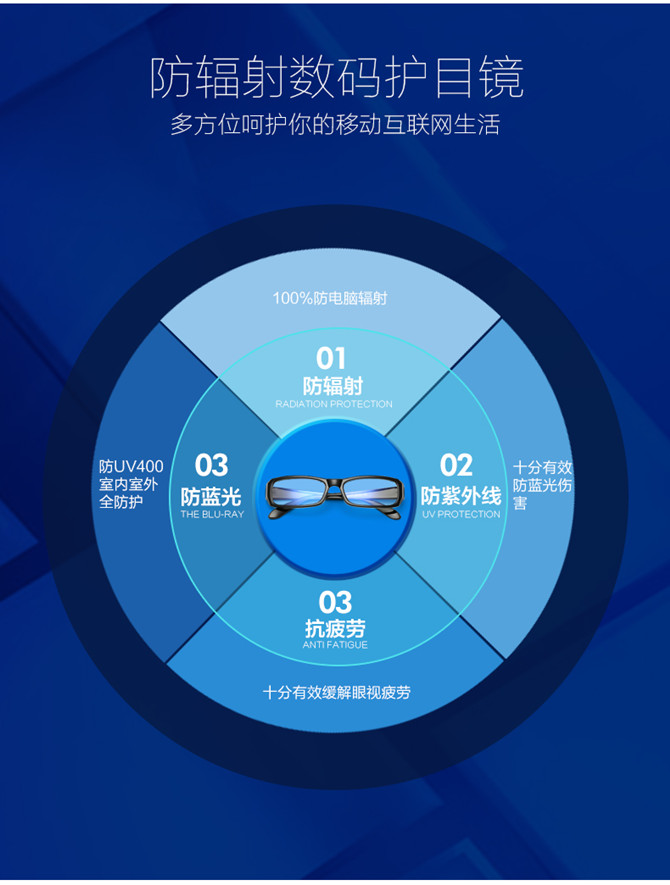 防辐射数码护目镜
多方位呵护你的移动互联网生活
100%防电脑辐射
01
防辐射
RADIATION PROTECTION
防UV400
室内室外
全防护
03
防蓝光
THE BLU-RAY
02
防紫外线
UV PROTECTION
十分有效
防蓝光伤
害
03
抗疲劳
ANTI FATIGUE
十分有效缓解眼视疲劳